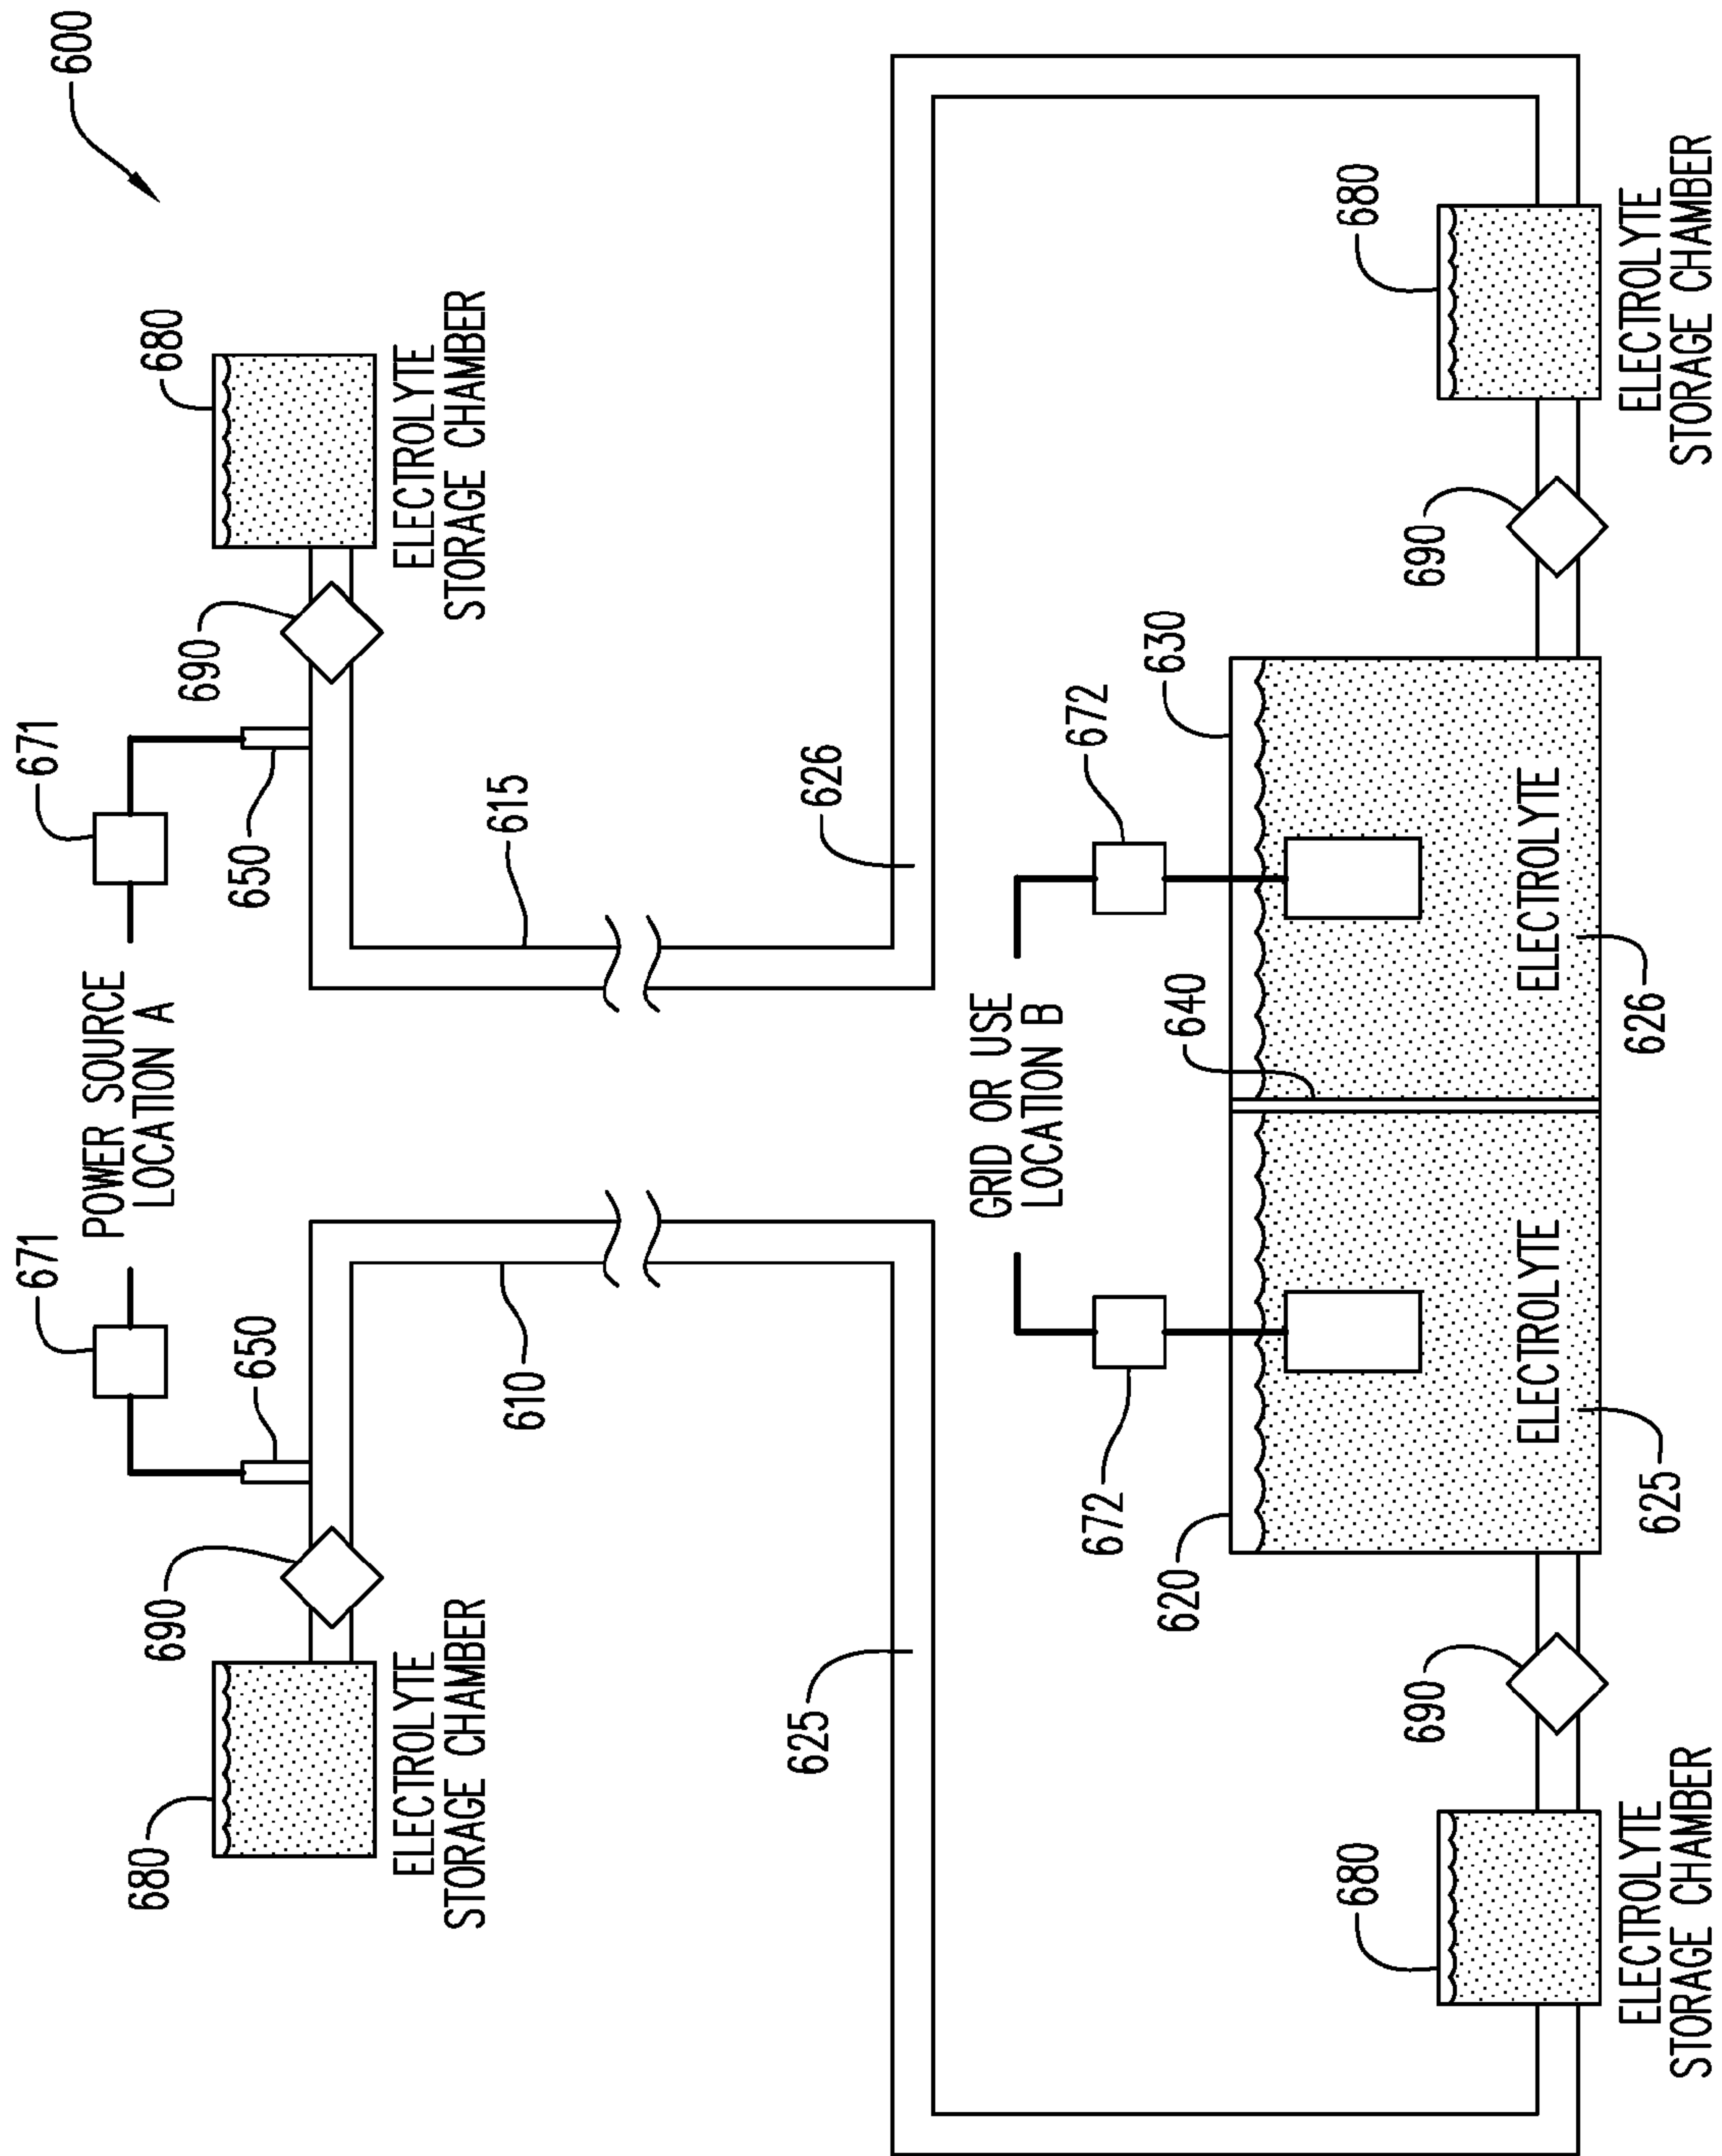 600
671
671
POWER SOURCE
LOCATION A
680
690
650
650
690
680
ELECTROLYTE
STORAGE CHAMBER
ELECTROLYTE
STORAGE CHAMBER
610
615
625
626
GRID OR USE
LOCATION B
672
672
620
640
630
680
690
690
680
ELECTROLYTE
ELECTROLYTE
625
626
ELECTROLYTE
STORAGE CHAMBER
ELECTROLYTE
STORAGE CHAMBER